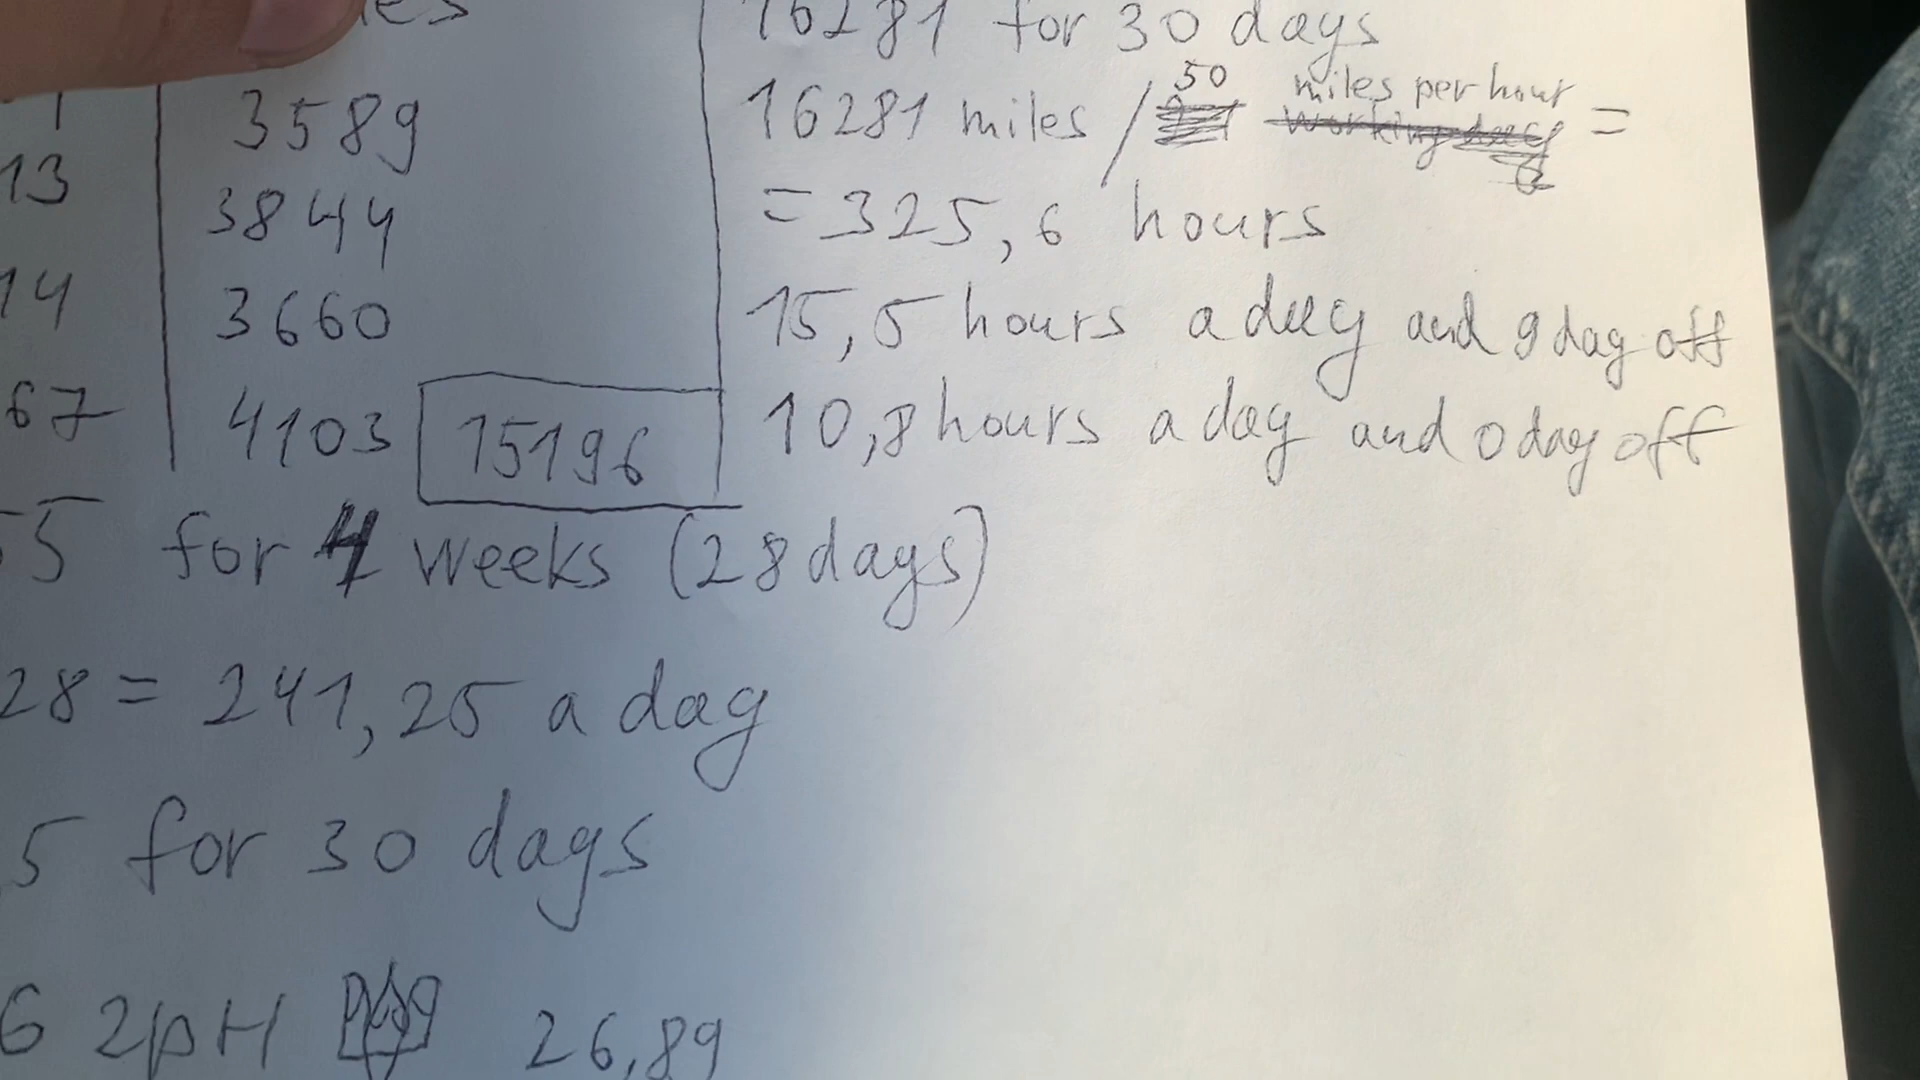 les
16281 for 30 days
3589
16281 miles / 50 miles per hour =
13
3844
= 325,6 hours
14
3660
15,5 hours a day and 9 day off
67
4103
15196
10,8 hours a day and 0 day off
5 for 4 weeks (28 days)
28 = 241,25 a day
5 for 30 days
6 2pH 26,89